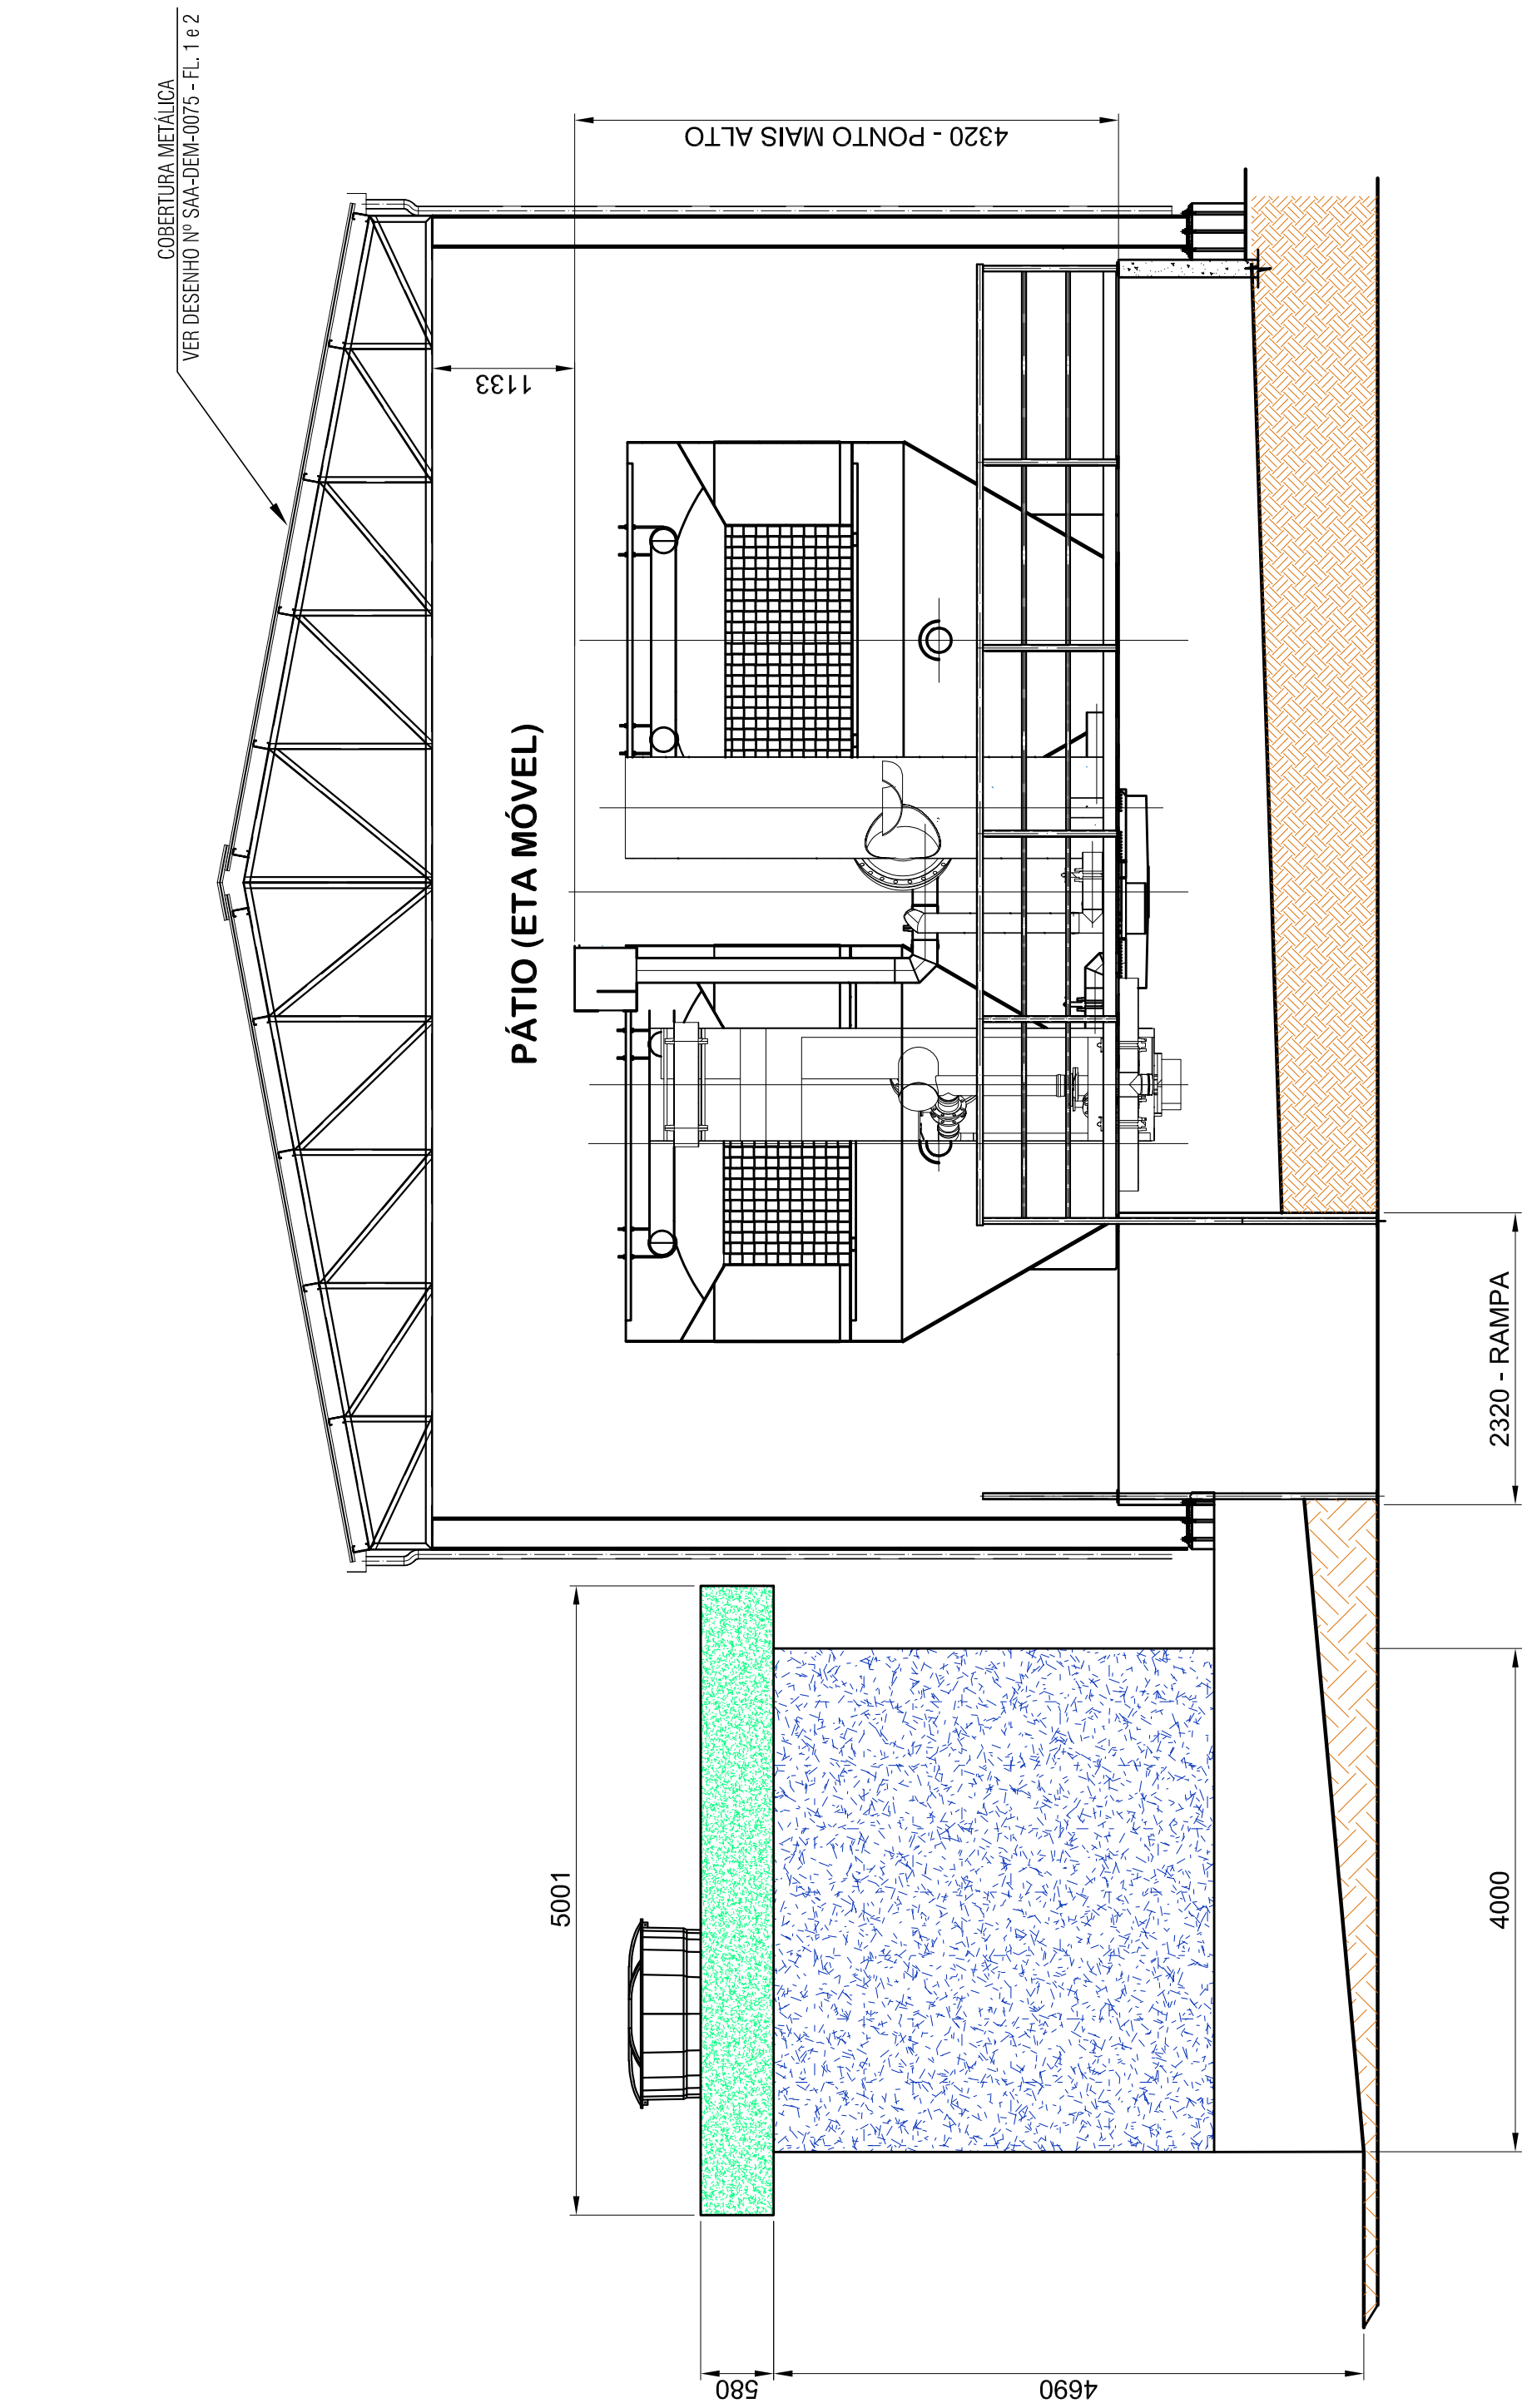 COBERTURA METÁLICA
VER DESENHO Nº SAA-DEM-0075 - FL. 1 e 2
4320 - PONTO MAIS ALTO
1133
PÁTIO (ETA MÓVEL)
2320 - RAMPA
5001
4000
580
4690